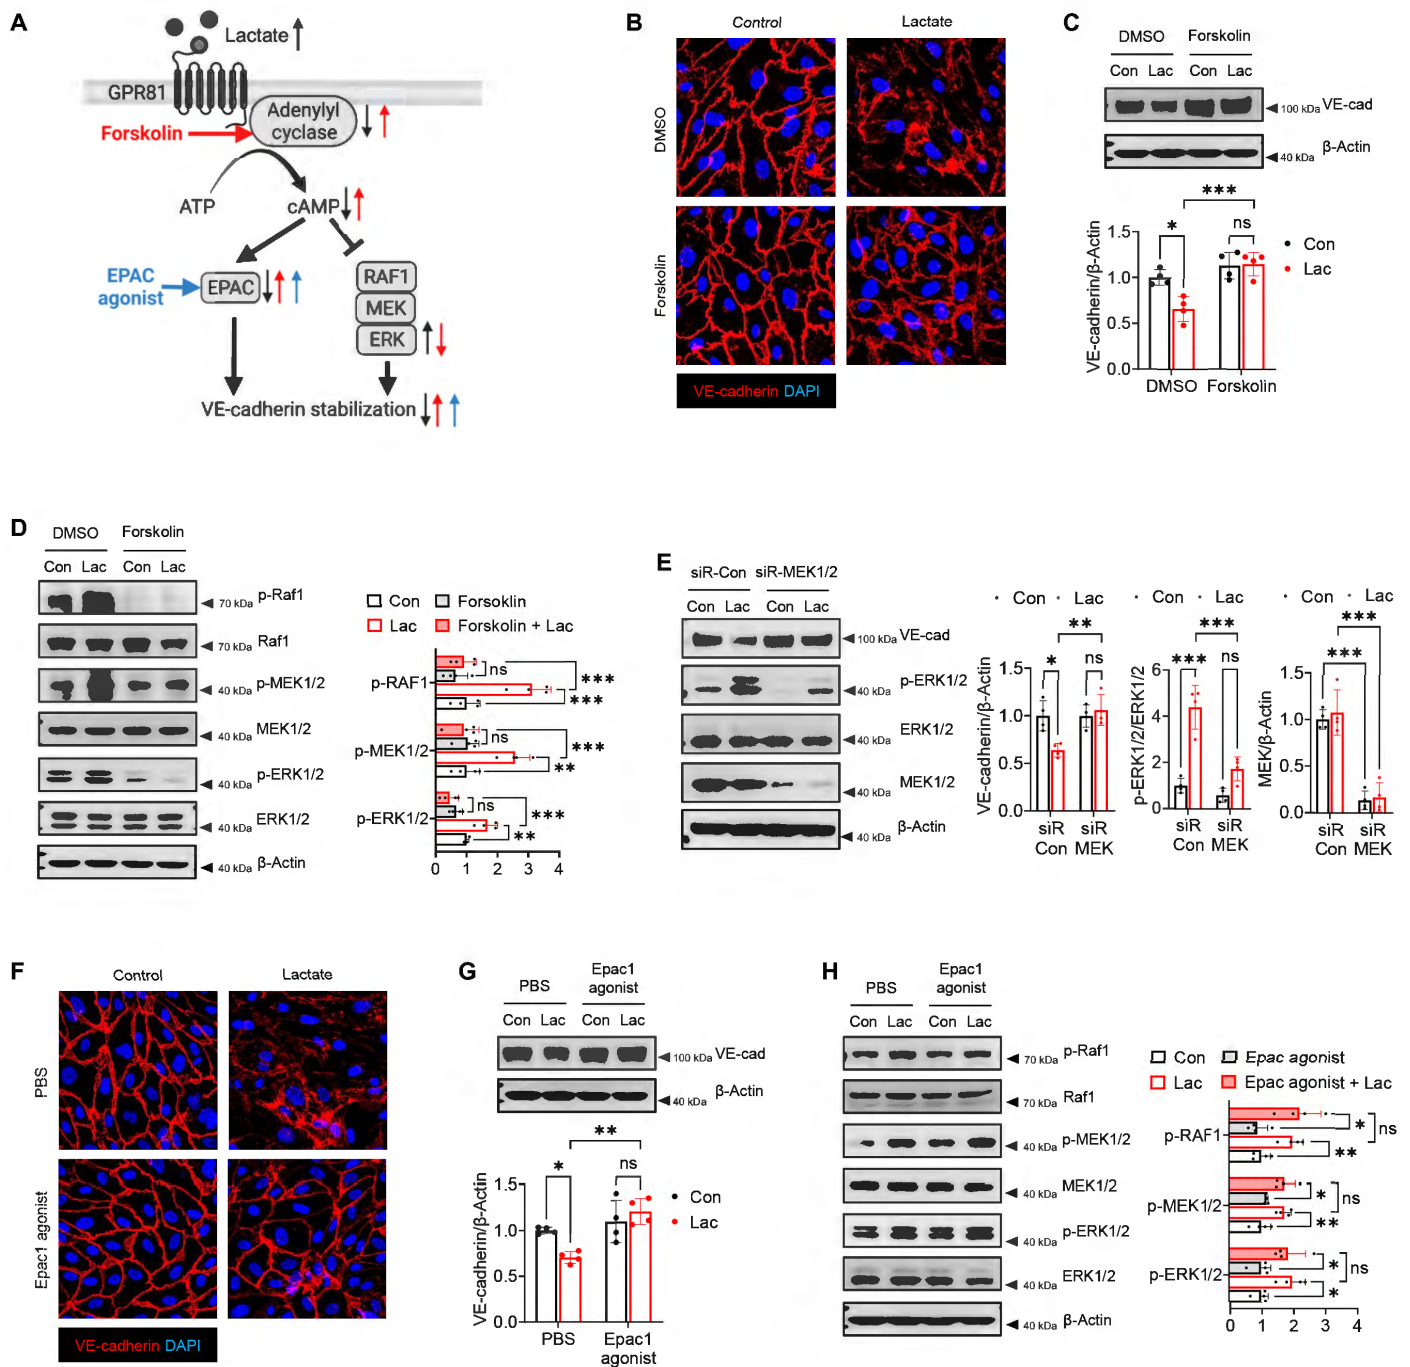 A
Lactate
GPR81
Adenylyl
cyclase
Forskolin
ATP
cAMP
EPAC
agonist
EPAC
RAF1
MEK
ERK
VE-cadherin stabilization
B
Control
Lactate
DMSO
Forskolin
VE-cadherin DAPI
C
DMSO
Forskolin
Con Lac Con Lac
100 kDa VE-cad
40 kDa β-Actin
***
* ns
Con
Lac
VE-cadherin/β-Actin
1.5
1.0
0.5
0.0
DMSO Forskolin
D
DMSO
Forskolin
Con Lac Con Lac
70 kDa p-Raf1
70 kDa Raf1
40 kDa p-MEK1/2
40 kDa MEK1/2
40 kDa p-ERK1/2
40 kDa ERK1/2
40 kDa β-Actin
Con Forsoklin
Lac Forskolin + Lac
p-RAF1
ns
***
***
p-MEK1/2
ns
***
**
p-ERK1/2
ns
***
**
0 1 2 3 4
E
siR-Con siR-MEK1/2
Con Lac Con Lac
100 kDa VE-cad
40 kDa p-ERK1/2
40 kDa ERK1/2
40 kDa MEK1/2
40 kDa β-Actin
Con Lac
**
* ns
VE-cadherin/β-Actin
1.5
1.0
0.5
0.0
siR siR
Con MEK
Con Lac
***
*** ns
p-ERK1/2/ERK1/2
6
4
2
0
siR siR
Con MEK
Con Lac
***
***
MEK/β-Actin
1.5
1.0
0.5
0.0
siR siR
Con MEK
F
Control
Lactate
PBS
Epac1 agonist
VE-cadherin DAPI
G
PBS
Epac1
agonist
Con Lac Con Lac
100 kDa VE-cad
40 kDa β-Actin
**
* ns
Con
Lac
VE-cadherin/β-Actin
1.5
1.0
0.5
0.0
PBS Epac1
agonist
H
PBS
Epac1
agonist
Con Lac Con Lac
70 kDa p-Raf1
70 kDa Raf1
40 kDa p-MEK1/2
40 kDa MEK1/2
40 kDa p-ERK1/2
40 kDa ERK1/2
40 kDa β-Actin
Con Epac agonist
Lac Epac agonist + Lac
p-RAF1
* ns
**
p-MEK1/2
* ns
**
p-ERK1/2
* ns
*
0 1 2 3 4